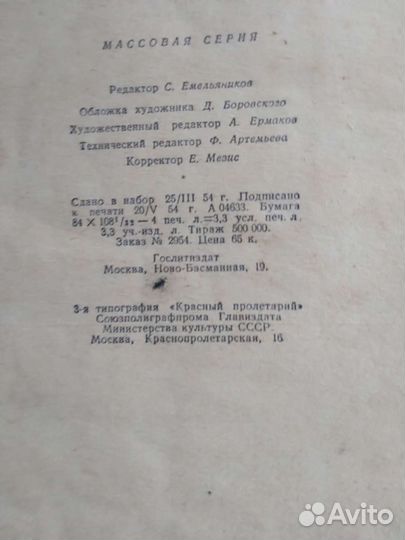 МАССОВАЯ СЕРИЯ
Редактор С. Емельяников
Обложка художника Д. Боровского
Художественный редактор А. Ермаков
Технический редактор Ф. Артемьева
Корректор Е. Мезис
*
Сдано в набор 25/III 54 г. Подписано
к печати 20/V 54 г. А 04633. Бумага
84 × 108¹/₃₂ — 4 печ. л.=3,3 усл. печ. л.
3,3 уч.-изд. л. Тираж 500 000.
Заказ № 2954. Цена 65 к.
Гослитиздат
Москва, Ново-Басманная, 19.
3-я типография «Красный пролетарий»
Союзполиграфпрома Главиздата
Министерства культуры СССР.
Москва, Краснопролетарская, 16
Avito